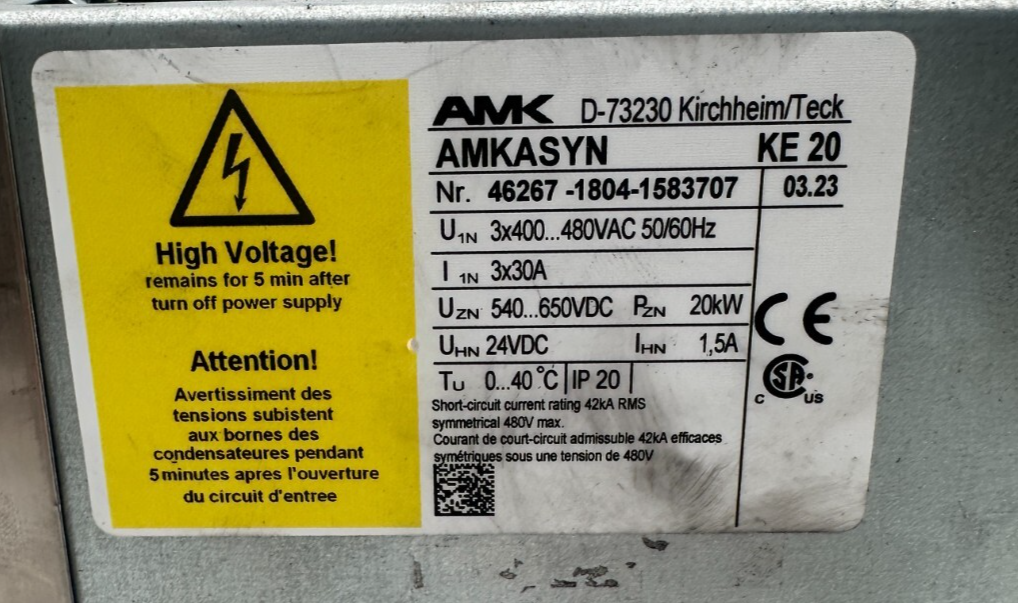 High Voltage!
remains for 5 min after
turn off power supply
Attention!
Avertissiment des
tensions subistent
aux bornes des
condensateures pendant
5 minutes apres l'ouverture
du circuit d'entree
AMK D-73230 Kirchheim/Teck
AMKASYN KE 20
Nr. 46267 -1804-1583707 03.23
U1N 3x400...480VAC 50/60Hz
I 1N 3x30A
UZN 540...650VDC PZN 20kW
UHN 24VDC IHN 1,5A
TU 0...40 °C IP 20
Short-circuit current rating 42kA RMS
symmetrical 480V max.
Courant de court-circuit admissuble 42kA efficaces
symétriques sous une tension de 480V
CE
C SA US